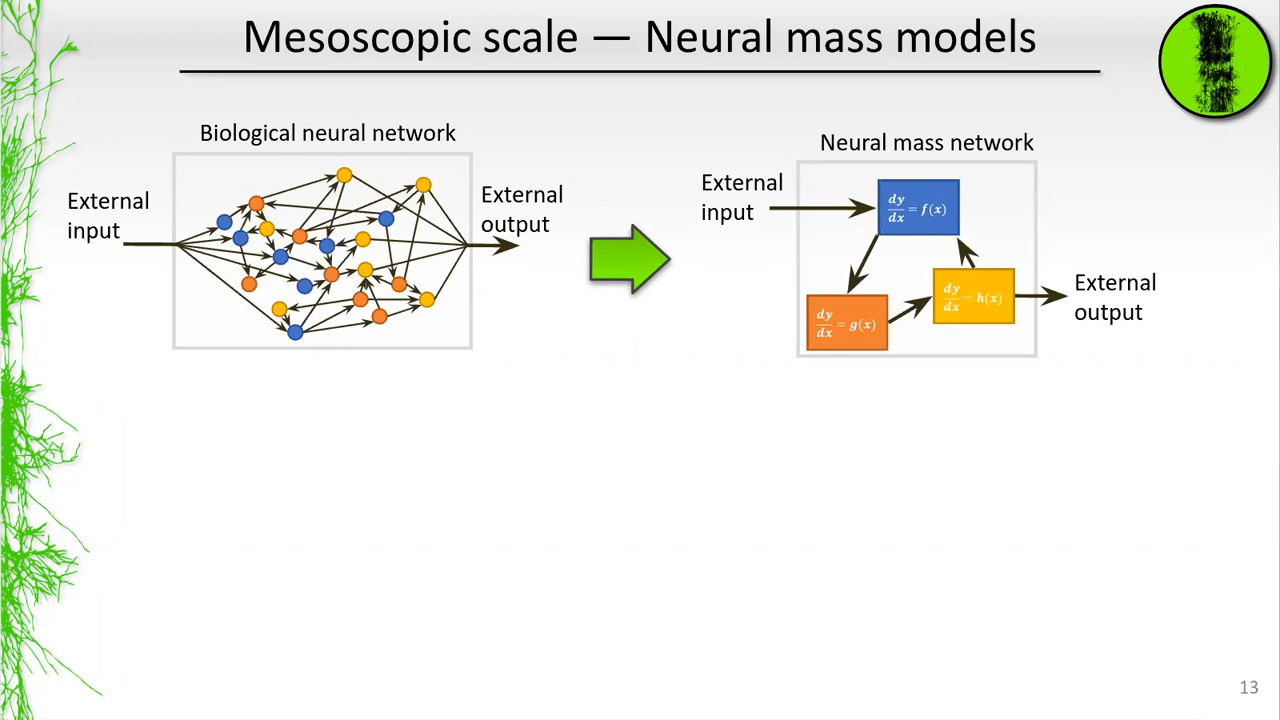 Mesoscopic scale — Neural mass models
Biological neural network
External
input
External
output
Neural mass network
External
input
dy
dx = f(x)
dy
dx = g(x)
dy
dx = h(x)
External
output
13